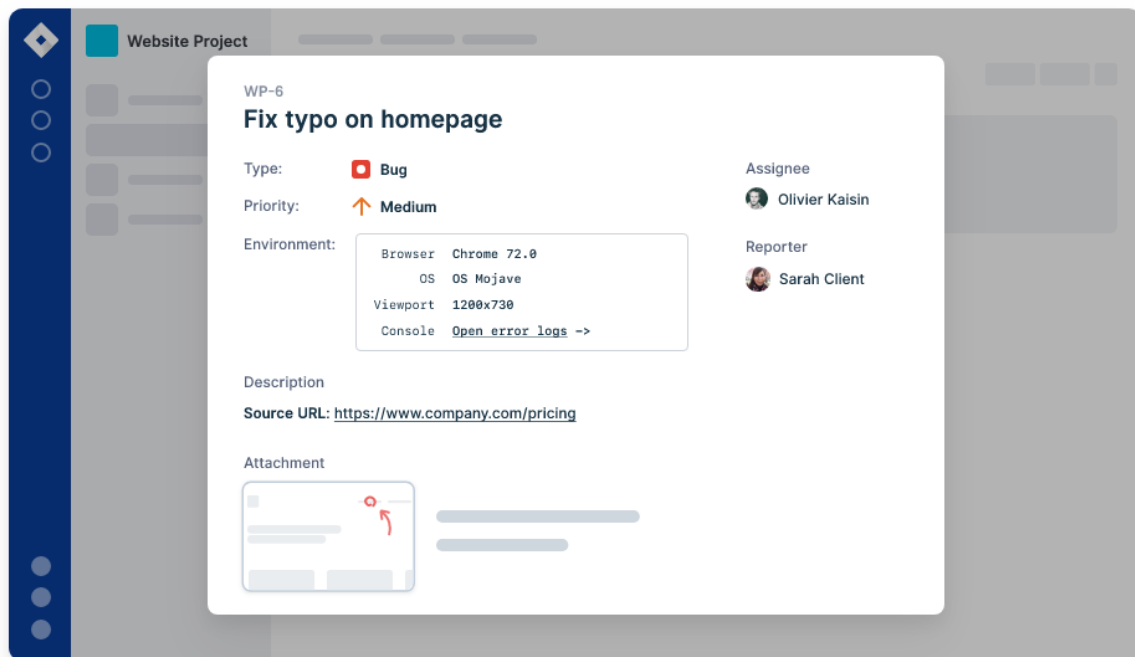 Website Project
WP-6
Fix typo on homepage
Type: Bug
Priority: Medium
Environment:
Browser Chrome 72.0
OS OS Mojave
Viewport 1200x730
Console Open error logs ->
Assignee
Olivier Kaisin
Reporter
Sarah Client
Description
Source URL: https://www.company.com/pricing
Attachment